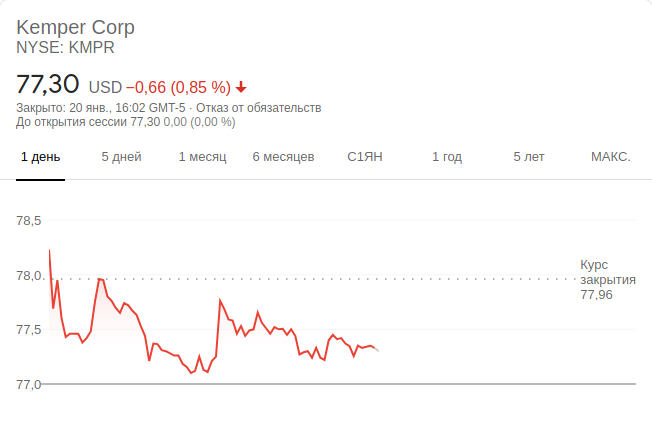 Kemper Corp
NYSE: KMPR
77,30 USD −0,66 (0,85 %)
Закрыто: 20 янв., 16:02 GMT-5 · Отказ от обязательств
До открытия сессии 77,30 0,00 (0,00 %)
1 день 5 дней 1 месяц 6 месяцев С1ЯН 1 год 5 лет МАКС.
78,5
78,0
77,5
77,0
Курс
закрытия
77,96